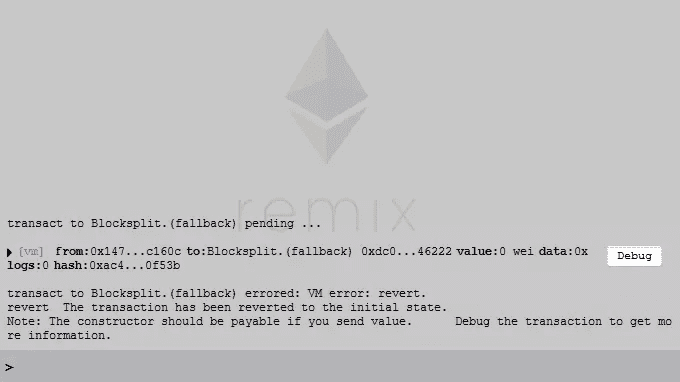 remix
transact to Blocksplit.(fallback) pending ...
[vm] from:0x147...c160c to:Blocksplit.(fallback) 0xdc0...46222 value:0 wei data:0x
logs:0 hash:0xac4...0f53b
Debug
transact to Blocksplit.(fallback) errored: VM error: revert.
revert The transaction has been reverted to the initial state.
Note: The constructor should be payable if you send value. Debug the transaction to get mo
re information.
>